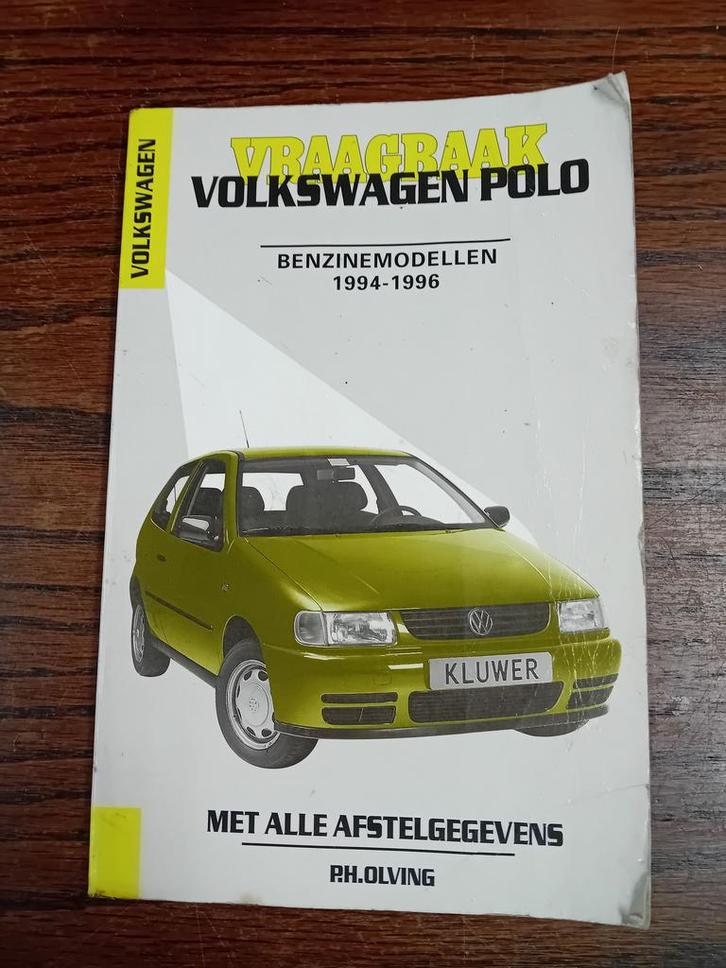 VOLKSWAGEN
VRAAGBAAK
VOLKSWAGEN POLO
BENZINEMODELLEN
1994-1996
KLUWER
MET ALLE AFSTELGEGEVENS
P.H.OLVING